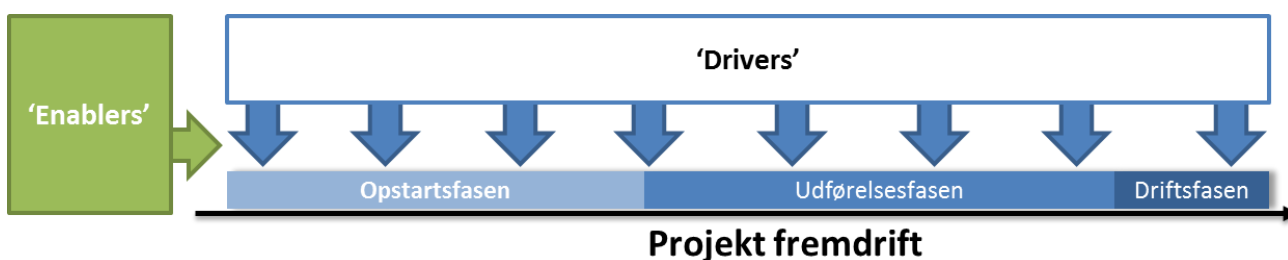 ‘Enablers’
‘Drivers’
Opstartsfasen
Udførelsesfasen
Driftsfasen
Projekt fremdrift